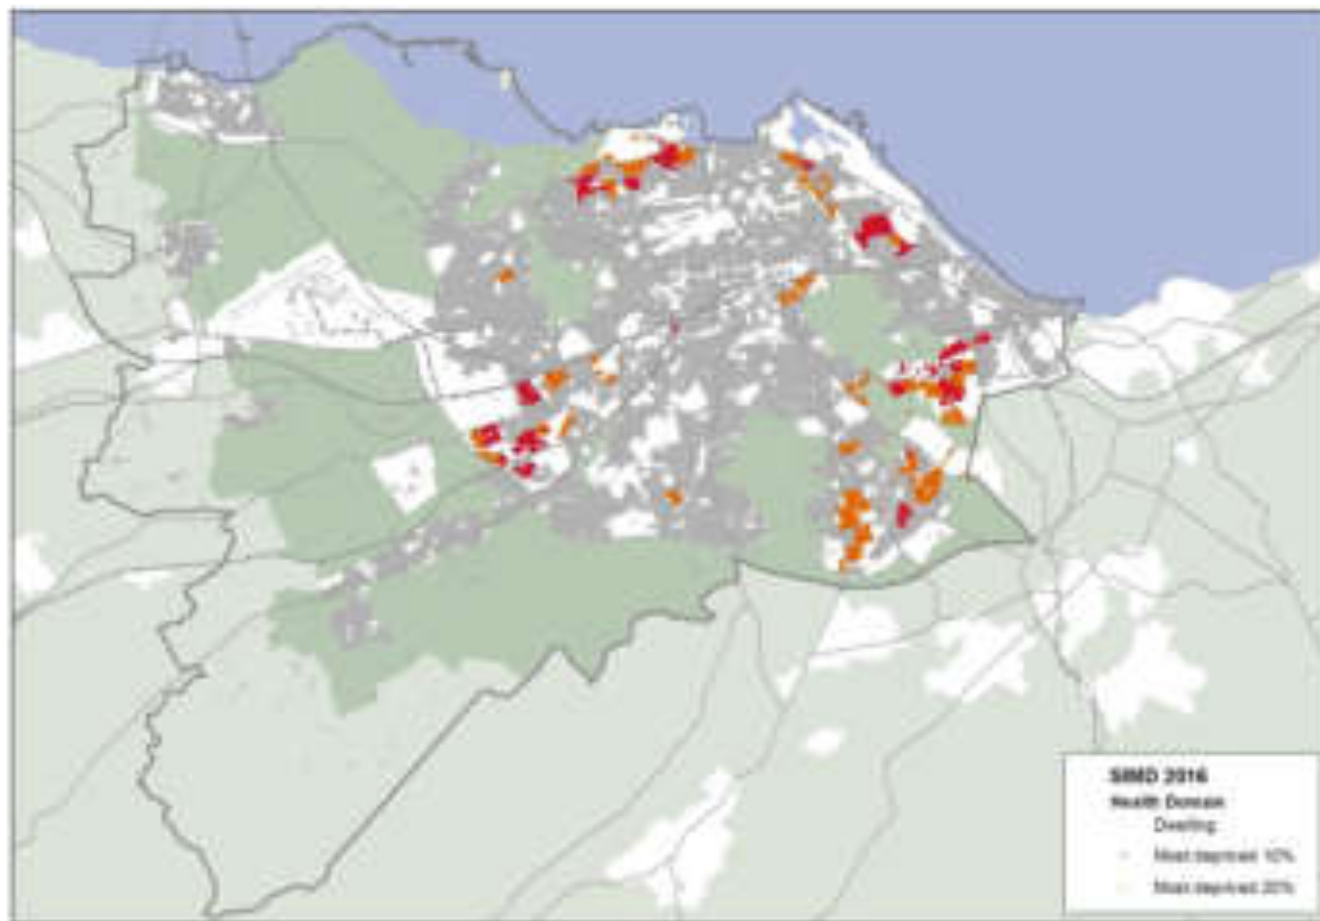 SIMD 2016
Health Domain
Dwelling
Most deprived 10%
Most deprived 20%